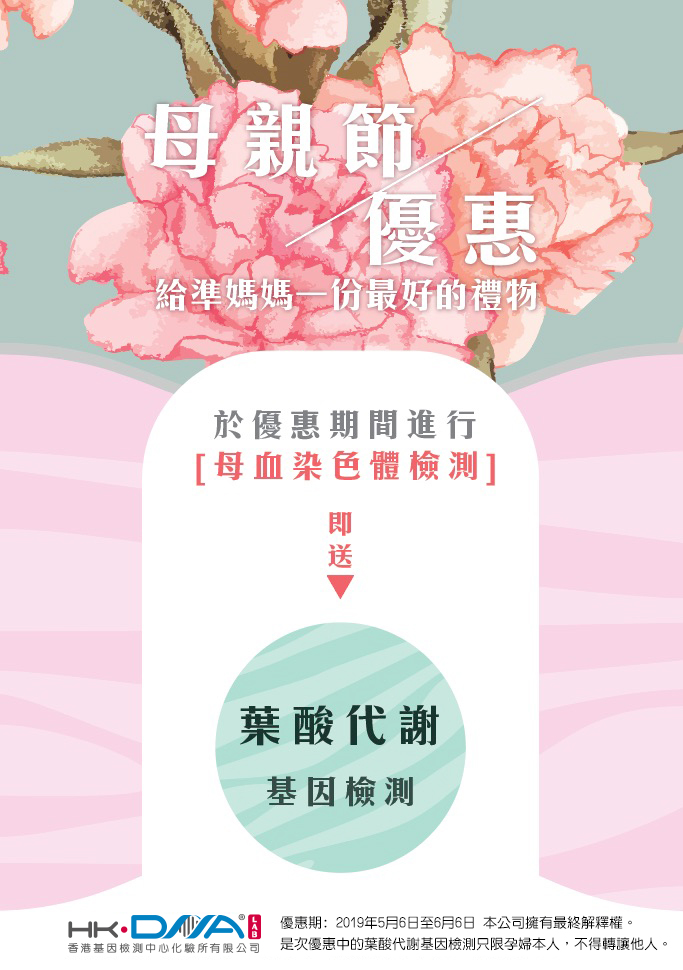 母親節
優惠
給準媽媽一份最好的禮物
於優惠期間進行
[母血染色體檢測]
即
送
葉酸代謝
基因檢測
HK·DNA® LAB
香港基因檢測中心化驗所有限公司
優惠期: 2019年5月6日至6月6日 本公司擁有最終解釋權。
是次優惠中的葉酸代謝基因檢測只限孕婦本人，不得轉讓他人。